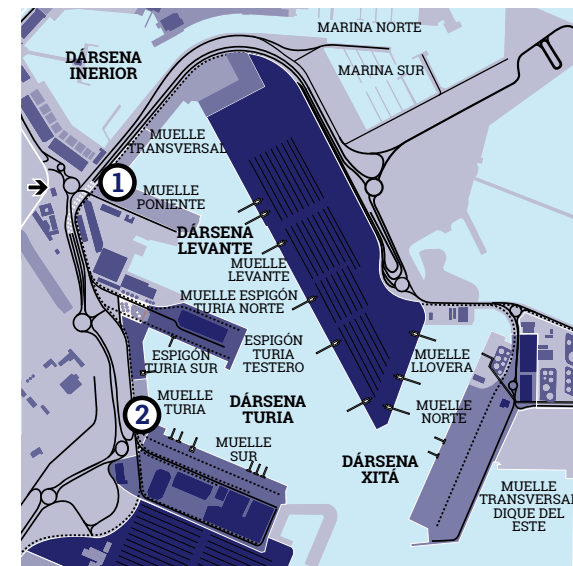 MARINA NORTE
DÁRSENA
INERIOR
MARINA SUR
MUELLE
TRANSVERSAL
1
MUELLE
PONIENTE
DÁRSENA
LEVANTE
MUELLE
LEVANTE
MUELLE ESPIGÓN
TURIA NORTE
ESPIGÓN
TURIA SUR
ESPIGÓN
TURIA
TESTERO
MUELLE
LLOVERA
MUELLE
TURIA
DÁRSENA
TURIA
MUELLE
NORTE
2
MUELLE
SUR
DÁRSENA
XITÁ
MUELLE
TRANSVERSAL
DIQUE DEL
ESTE